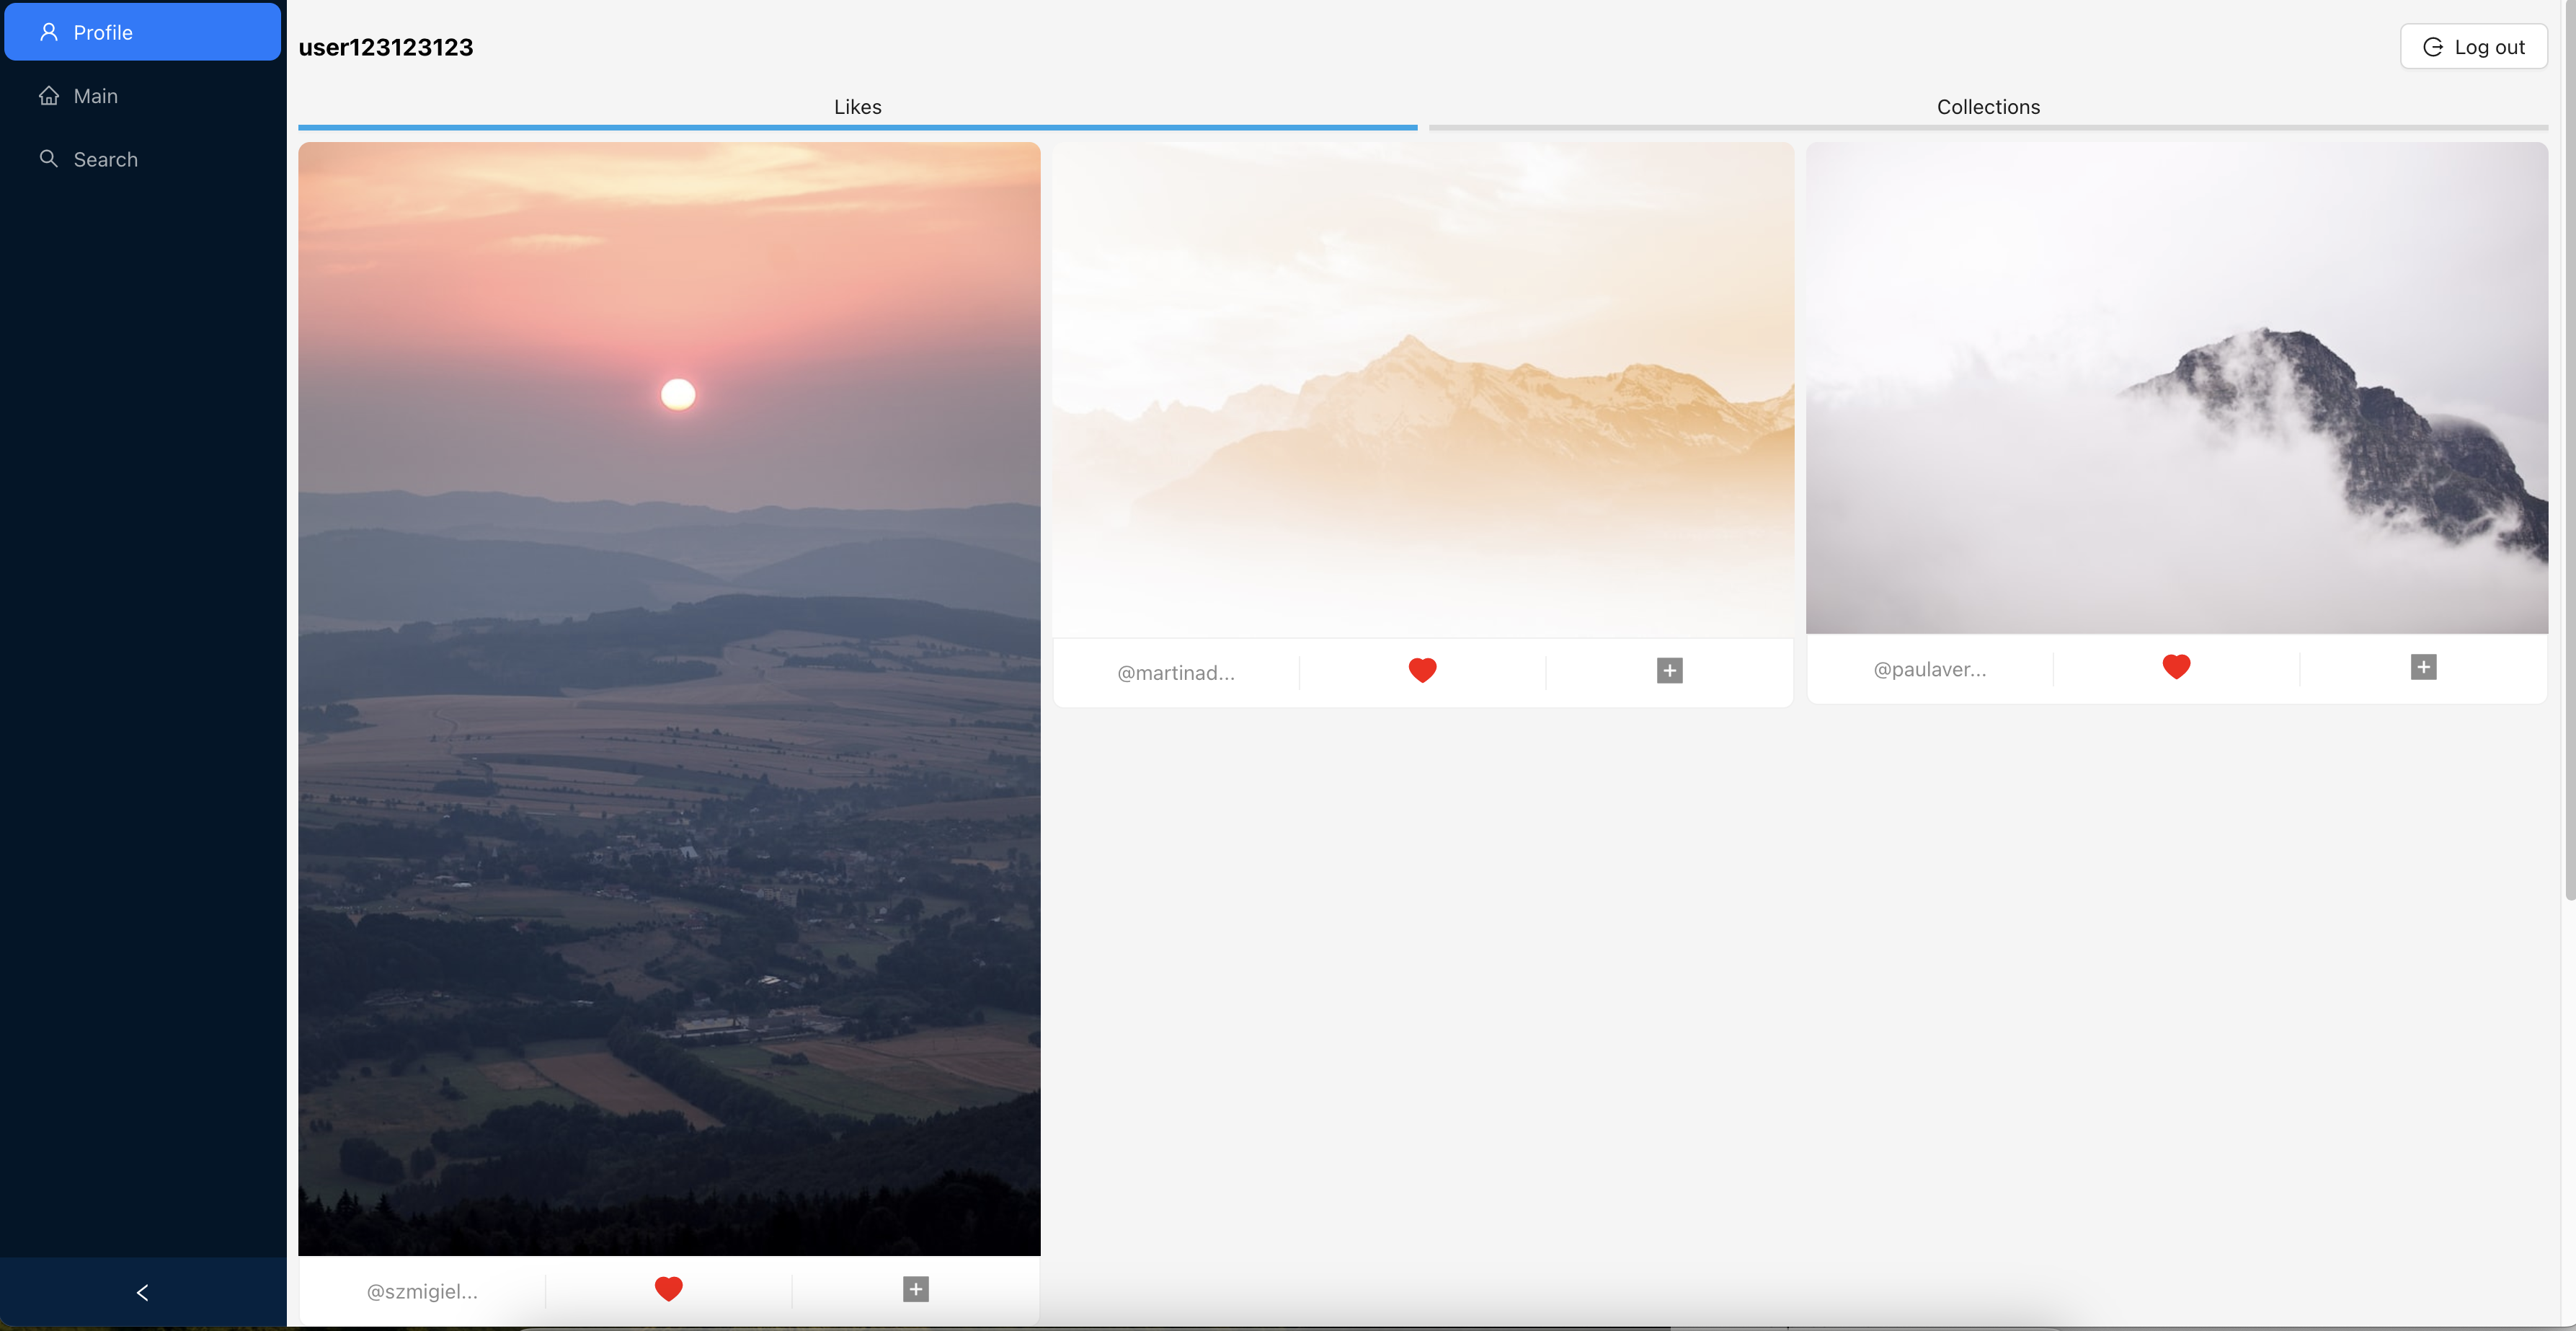 Profile
Main
Search
user123123123
Log out
Likes
Collections
@martinad...
@paulaver...
@szmigiel...